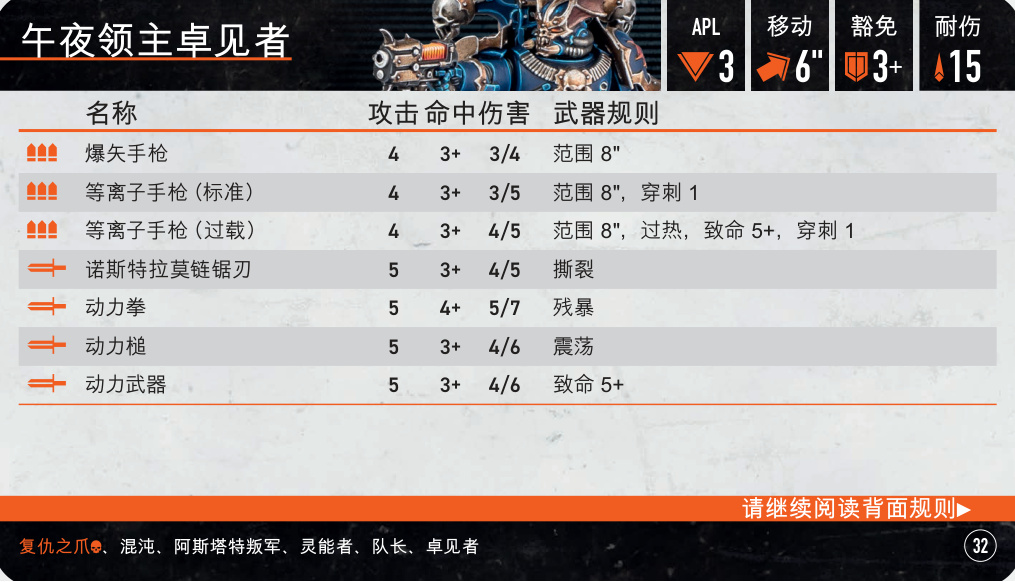 午夜领主卓见者
APL 移动 豁免 耐伤
3 6" 3+ 15
名称 攻击 命中 伤害 武器规则
爆矢手枪 4 3+ 3/4 范围 8"
等离子手枪（标准） 4 3+ 3/5 范围 8"，穿刺 1
等离子手枪（过载） 4 3+ 4/5 范围 8"，过热，致命 5+，穿刺 1
诺斯特拉莫链锯刃 5 3+ 4/5 撕裂
动力拳 5 4+ 5/7 残暴
动力槌 5 3+ 4/6 震荡
动力武器 5 3+ 4/6 致命 5+
请继续阅读背面规则▶
复仇之爪、混沌、阿斯塔特叛军、灵能者、队长、卓见者
32